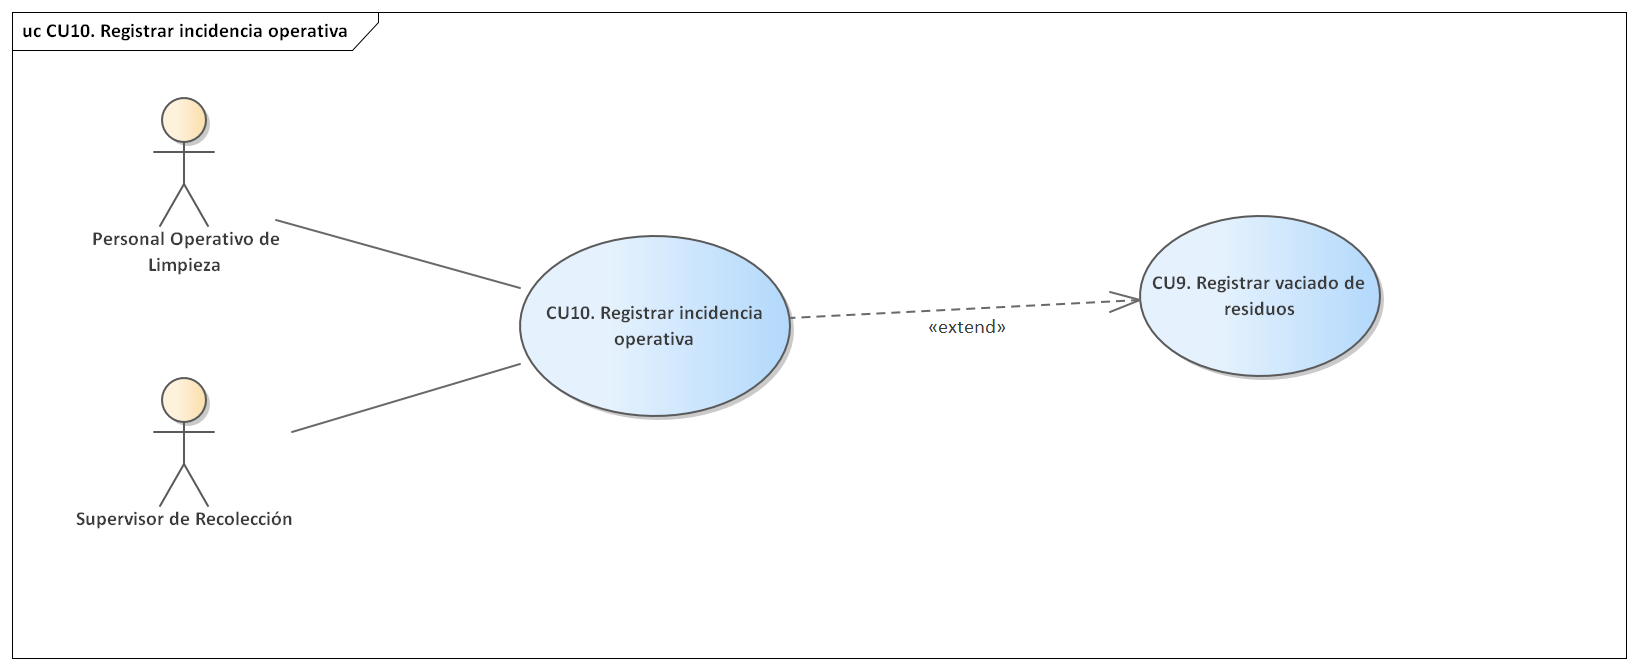 uc CU10. Registrar incidencia operativa
Personal Operativo de
Limpieza
CU10. Registrar incidencia
operativa
«extend»
CU9. Registrar vaciado de
residuos
Supervisor de Recolección